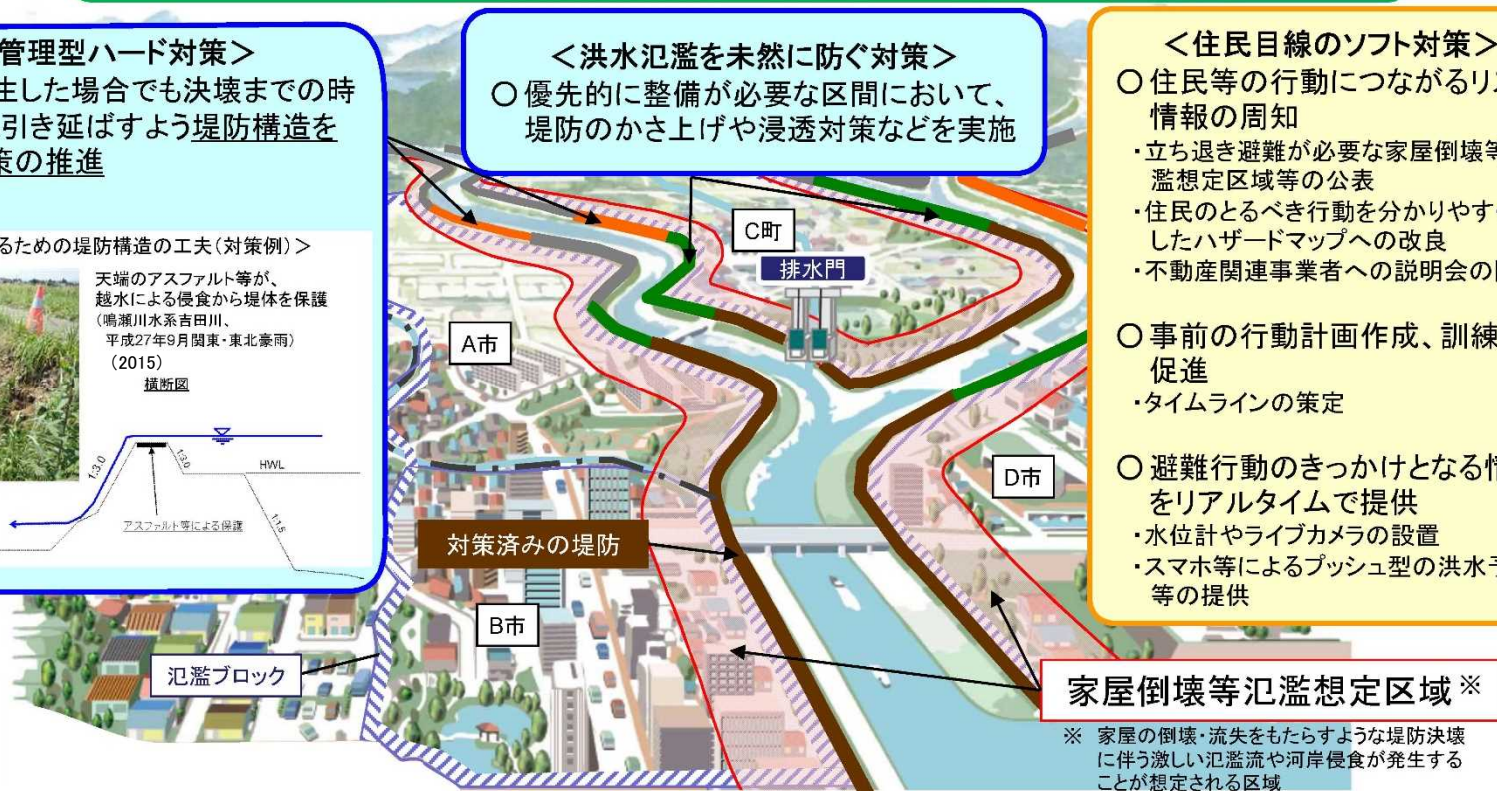 管理型ハード対策＞
生した場合でも決壊までの時
引き延ばすよう堤防構造を
策の推進
るための堤防構造の工夫(対策例)＞
天端のアスファルト等が、
越水による侵食から堤体を保護
(鳴瀬川水系吉田川、
平成27年9月関東・東北豪雨)
(2015)
横断図
1:3.0
1:3.0
HWL
1:1.5
アスファルト等による保護
＜洪水氾濫を未然に防ぐ対策＞
○優先的に整備が必要な区間において、
堤防のかさ上げや浸透対策などを実施
＜住民目線のソフト対策＞
○住民等の行動につながるリス
情報の周知
・立ち退き避難が必要な家屋倒壊等
濫想定区域等の公表
・住民のとるべき行動を分かりやす
したハザードマップへの改良
・不動産関連事業者への説明会の
○事前の行動計画作成、訓練
促進
・タイムラインの策定
○避難行動のきっかけとなる情
をリアルタイムで提供
・水位計やライブカメラの設置
・スマホ等によるプッシュ型の洪水予
等の提供
C町
排水門
A市
D市
対策済みの堤防
B市
氾濫ブロック
家屋倒壊等氾濫想定区域※
※ 家屋の倒壊・流失をもたらすような堤防決壊
に伴う激しい氾濫流や河岸侵食が発生する
ことが想定される区域